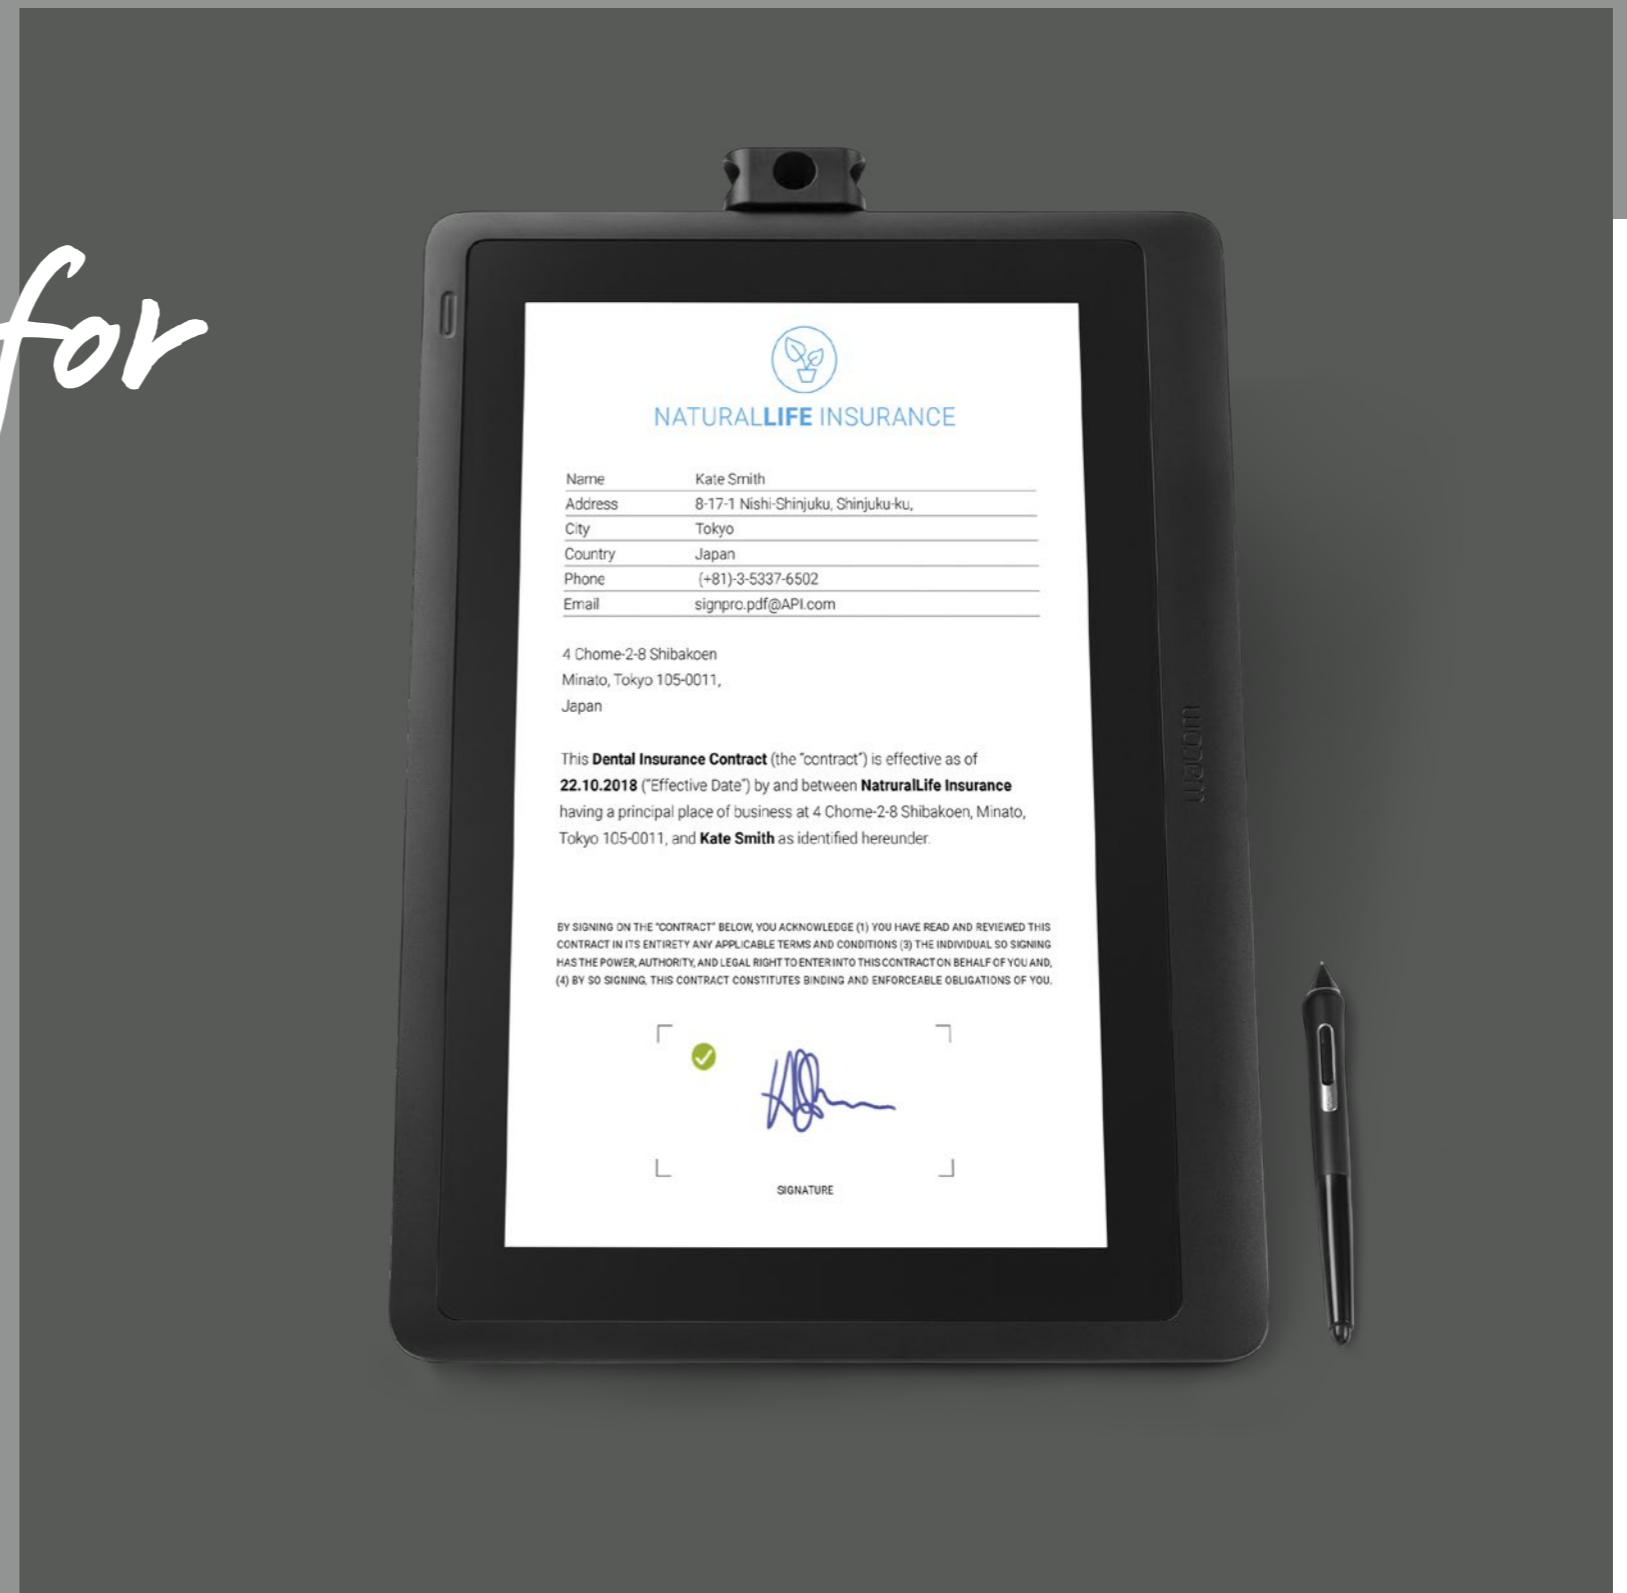 for
NATURALLIFE INSURANCE
Name Kate Smith
Address 8-17-1 Nishi-Shinjuku, Shinjuku-ku,
City Tokyo
Country Japan
Phone (+81)-3-5337-6502
Email signpro.pdf@API.com
4 Chome-2-8 Shibakoen
Minato, Tokyo 105-0011,
Japan
This Dental Insurance Contract (the "contract") is effective as of
22.10.2018 ("Effective Date") by and between NatruralLife Insurance
having a principal place of business at 4 Chome-2-8 Shibakoen, Minato,
Tokyo 105-0011, and Kate Smith as identified hereunder.
BY SIGNING ON THE "CONTRACT" BELOW, YOU ACKNOWLEDGE (1) YOU HAVE READ AND REVIEWED THIS
CONTRACT IN ITS ENTIRETY ANY APPLICABLE TERMS AND CONDITIONS (3) THE INDIVIDUAL SO SIGNING
HAS THE POWER, AUTHORITY, AND LEGAL RIGHT TO ENTER INTO THIS CONTRACT ON BEHALF OF YOU AND,
(4) BY SO SIGNING, THIS CONTRACT CONSTITUTES BINDING AND ENFORCEABLE OBLIGATIONS OF YOU.
SIGNATURE
wacom